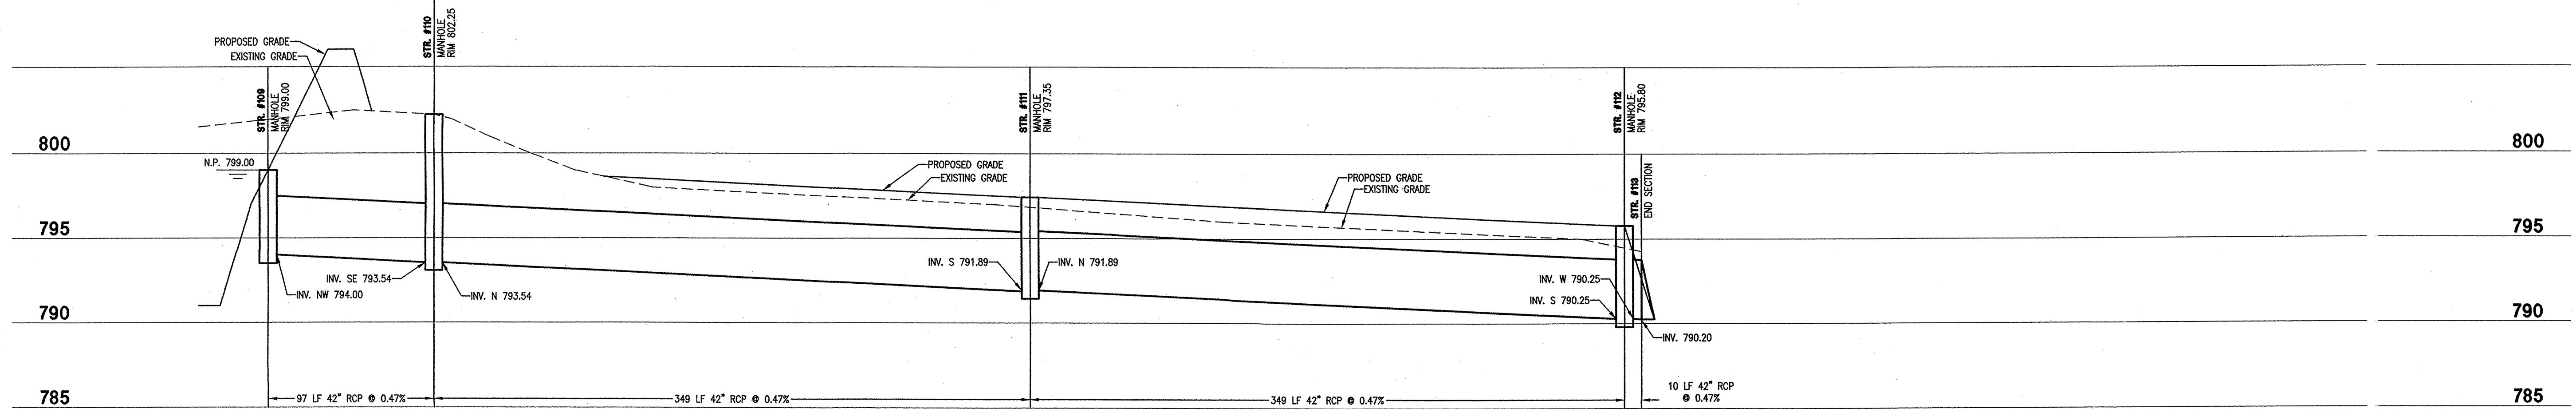 STR. #110
MANHOLE
RIM 802.25
PROPOSED GRADE
EXISTING GRADE
STR. #109
MANHOLE
RIM 799.00
STR. #111
MANHOLE
RIM 797.35
STR. #112
MANHOLE
RIM 795.80
800
800
N.P. 799.00
PROPOSED GRADE
EXISTING GRADE
PROPOSED GRADE
EXISTING GRADE
STR. #113
END SECTION
795
795
INV. SE 793.54
INV. NW 794.00
INV. N 793.54
INV. S 791.89
INV. N 791.89
INV. W 790.25
INV. S 790.25
790
790
INV. 790.20
785
97 LF 42" RCP @ 0.47%
349 LF 42" RCP @ 0.47%
349 LF 42" RCP @ 0.47%
10 LF 42" RCP
@ 0.47%
785